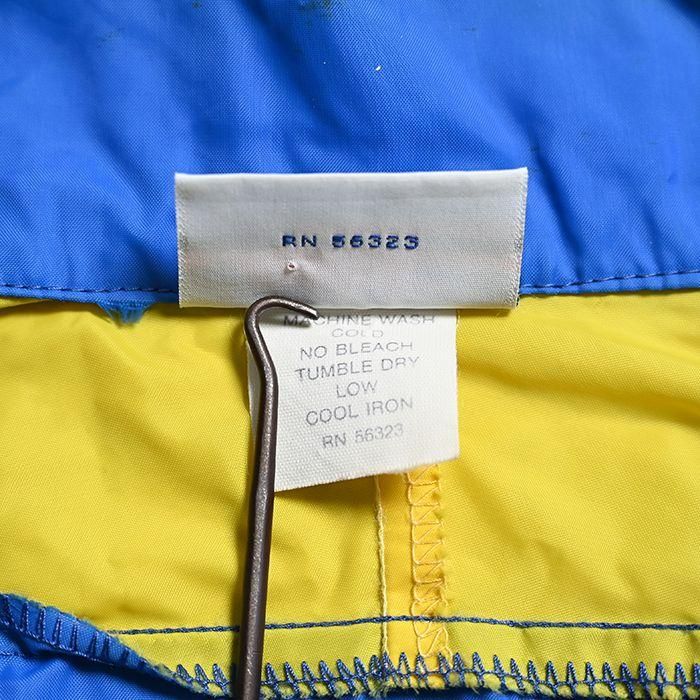 RN 56323
MACHINE WASH
COLD
NO BLEACH
TUMBLE DRY
LOW
COOL IRON
RN 56323